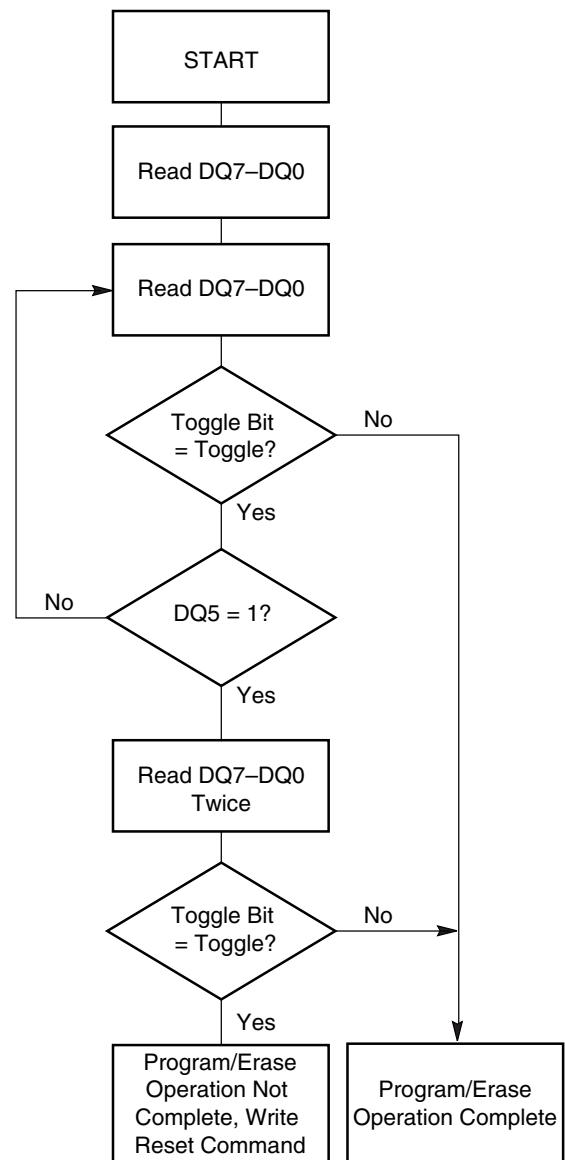 START
Read DQ7–DQ0
Read DQ7–DQ0
Toggle Bit
= Toggle?
No
Yes
No
DQ5 = 1?
Yes
Read DQ7–DQ0
Twice
Toggle Bit
= Toggle?
No
Yes
Program/Erase
Operation Not
Complete, Write
Reset Command
Program/Erase
Operation Complete